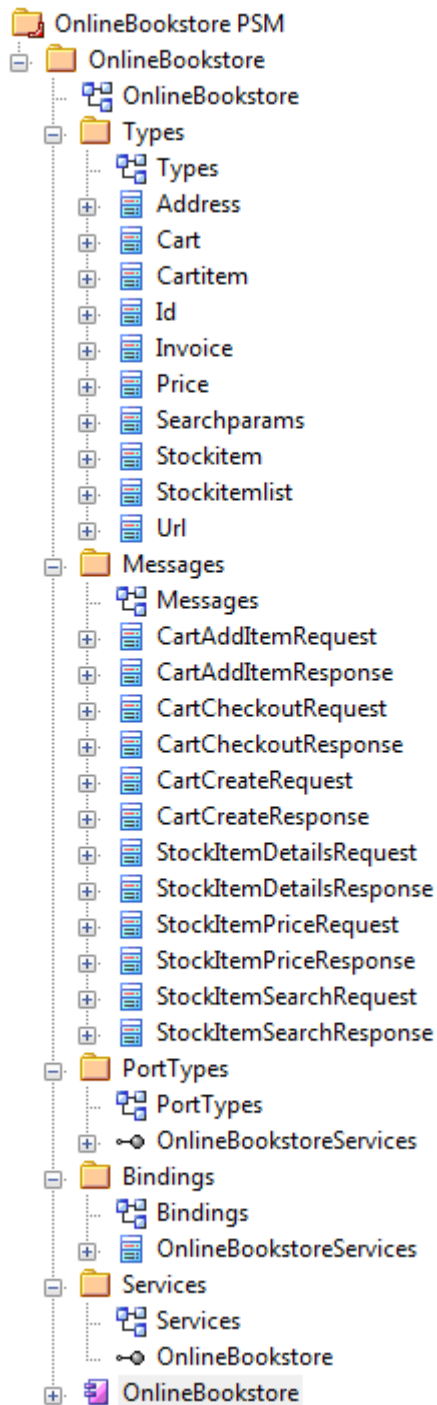 OnlineBookstore PSM
OnlineBookstore
OnlineBookstore
Types
Types
Address
Cart
Cartitem
Id
Invoice
Price
Searchparams
Stockitem
Stockitemlist
Url
Messages
Messages
CartAddItemRequest
CartAddItemResponse
CartCheckoutRequest
CartCheckoutResponse
CartCreateRequest
CartCreateResponse
StockItemDetailsRequest
StockItemDetailsResponse
StockItemPriceRequest
StockItemPriceResponse
StockItemSearchRequest
StockItemSearchResponse
PortTypes
PortTypes
OnlineBookstoreServices
Bindings
Bindings
OnlineBookstoreServices
Services
Services
OnlineBookstore
OnlineBookstore